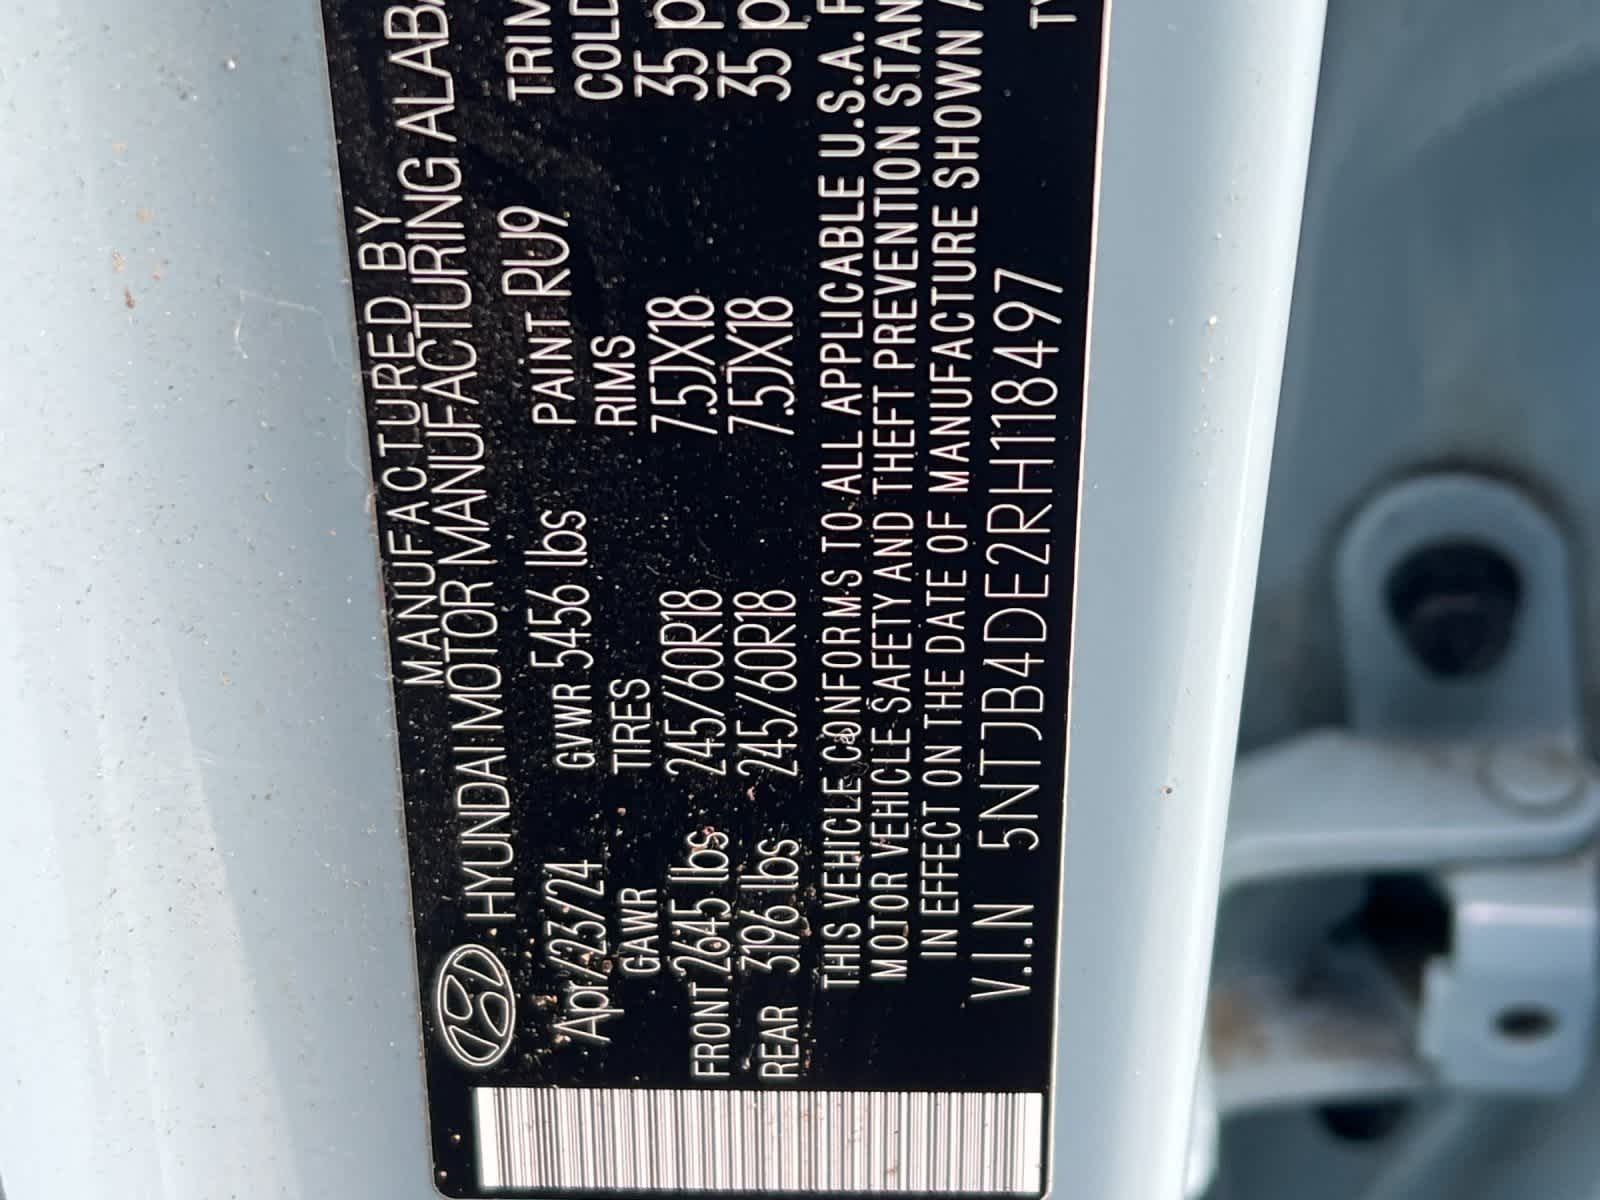 MANUFACTURED BY
HYUNDAI MOTOR MANUFACTURING ALABA
Apr/23/24 GVWR 5456 lbs PAINT RU9 TRIM
GAWR TIRES RIMS COLD
FRONT 2645 lbs 245/60R18 7.5JX18 35 p
REAR 3196 lbs 245/60R18 7.5JX18 35 p
THIS VEHICLE CONFORMS TO ALL APPLICABLE U.S.A. F
MOTOR VEHICLE SAFETY AND THEFT PREVENTION STAN
IN EFFECT ON THE DATE OF MANUFACTURE SHOWN A
V.I.N 5NTJB4DE2RH118497 TY